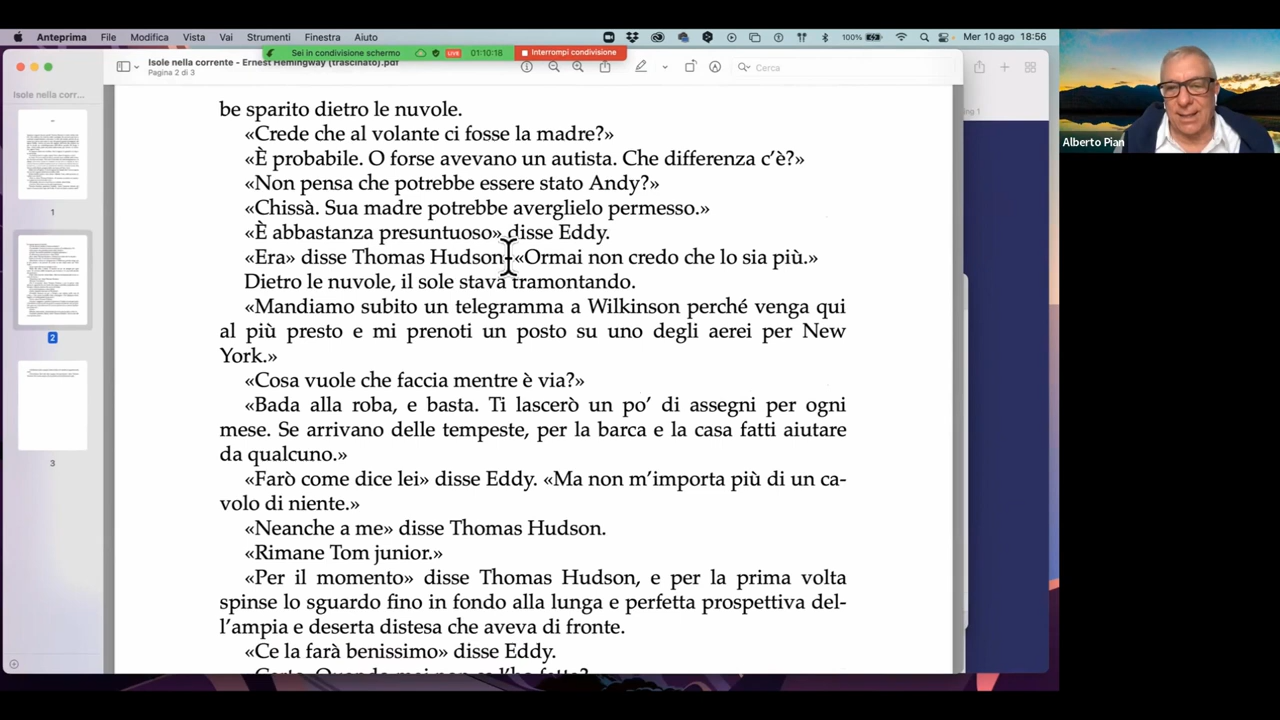 Anteprima File Modifica Vista Vai Strumenti Finestra Aiuto 100% Mer 10 ago 18:56
Sei in condivisione schermo LIVE 01:10:18 Interrompi condivisione
Isole nella corrente - Ernest Hemingway (trascinato).pdf
Pagina 2 di 3
Cerca
Isole nella corr...
1
2
3
be sparito dietro le nuvole.
«Crede che al volante ci fosse la madre?»
«È probabile. O forse avevano un autista. Che differenza c'è?»
«Non pensa che potrebbe essere stato Andy?»
«Chissà. Sua madre potrebbe averglielo permesso.»
«È abbastanza presuntuoso» disse Eddy.
«Era» disse Thomas Hudson. «Ormai non credo che lo sia più.»
Dietro le nuvole, il sole stava tramontando.
«Mandiamo subito un telegramma a Wilkinson perché venga qui
al più presto e mi prenoti un posto su uno degli aerei per New
York.»
«Cosa vuole che faccia mentre è via?»
«Bada alla roba, e basta. Ti lascerò un po' di assegni per ogni
mese. Se arrivano delle tempeste, per la barca e la casa fatti aiutare
da qualcuno.»
«Farò come dice lei» disse Eddy. «Ma non m'importa più di un ca-
volo di niente.»
«Neanche a me» disse Thomas Hudson.
«Rimane Tom junior.»
«Per il momento» disse Thomas Hudson, e per la prima volta
spinse lo sguardo fino in fondo alla lunga e perfetta prospettiva del-
l'ampia e deserta distesa che aveva di fronte.
«Ce la farà benissimo» disse Eddy.
Alberto Pian